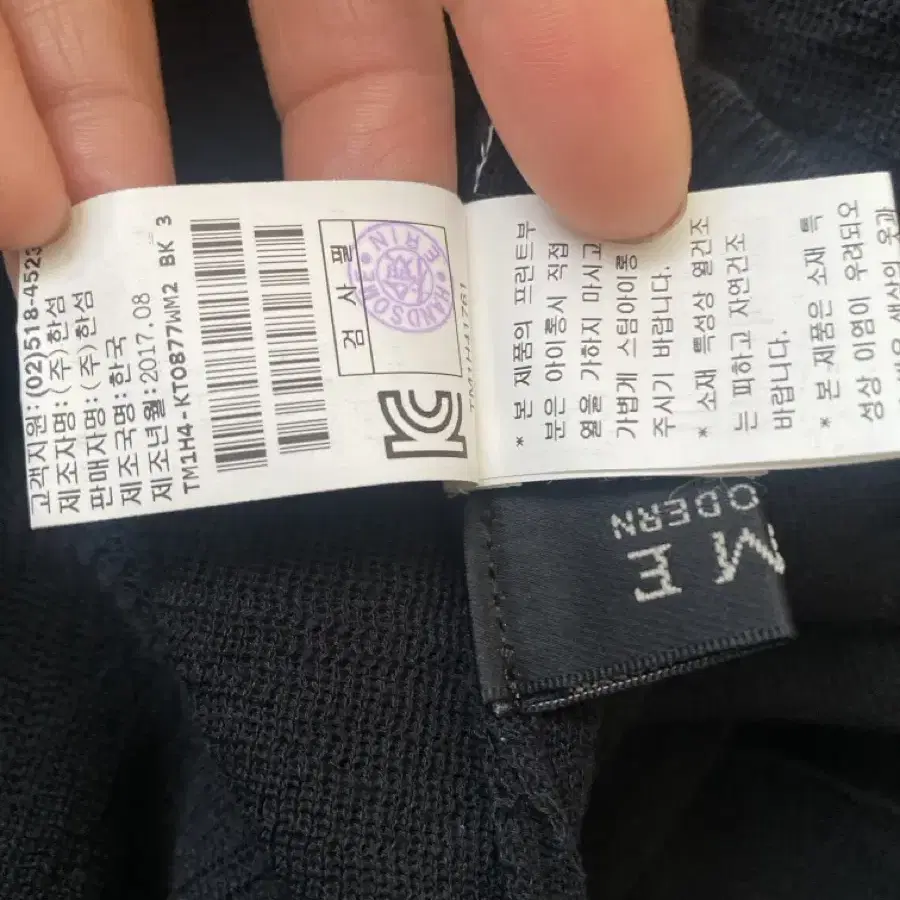 고객지원: (02)518-4523
제조자명: (주)한섬
판매자명: (주)한섬
제조국명: 한국
제조년월: 2017.08
TM1H4-KTO877WM2 BK 3
검사필
HANDSOME
RIN
KC
TM1H41761
* 본 제품의 프린트부
분은 아이롱시 직접
열을 가하지 마시고
가볍게 스팀아이롱
주시기 바랍니다.
* 소재 특성상 열건조
는 피하고 자연건조
바랍니다.
* 본 제품은 소재 특
성상 이염이 우려되오
ME
ODERN